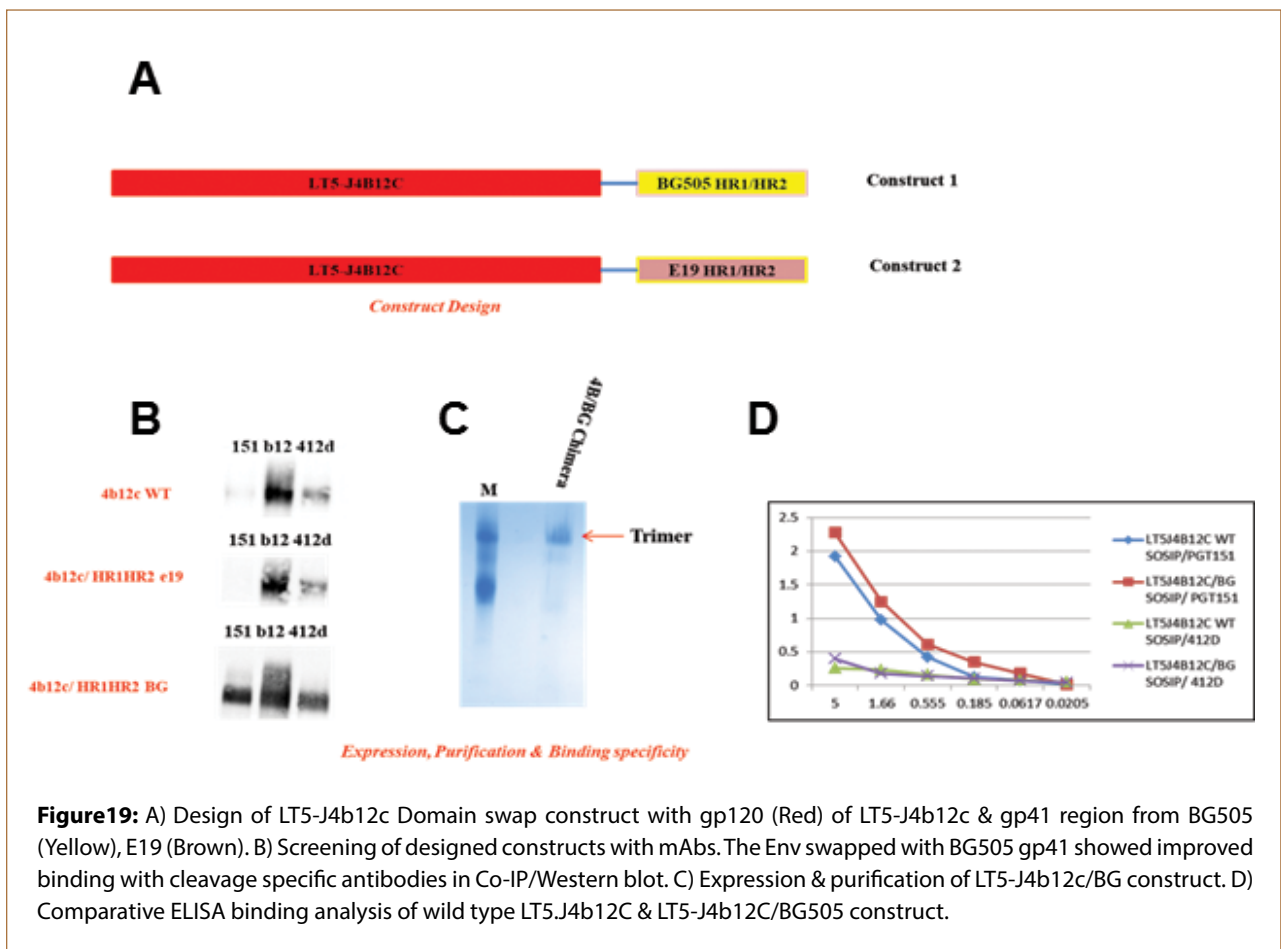 A
LT5-J4B12C
BG505 HR1/HR2
Construct 1
LT5-J4B12C
E19 HR1/HR2
Construct 2
Construct Design
B
151 b12 412d
4b12c WT
151 b12 412d
4b12c/ HR1HR2 e19
151 b12 412d
4b12c/ HR1HR2 BG
C
M
4B/BG Chimera
Trimer
D
2.5
2
1.5
1
0.5
0
5 1.66 0.555 0.185 0.0617 0.0205
LT5J4B12C WT
SOSIP/PGT151
LT5J4B12C/BG
SOSIP/ PGT151
LT5J4B12C WT
SOSIP/412D
LT5J4B12C/BG
SOSIP/ 412D
Expression, Purification & Binding specificity
Figure19: A) Design of LT5-J4b12c Domain swap construct with gp120 (Red) of LT5-J4b12c & gp41 region from BG505
(Yellow), E19 (Brown). B) Screening of designed constructs with mAbs. The Env swapped with BG505 gp41 showed improved
binding with cleavage specific antibodies in Co-IP/Western blot. C) Expression & purification of LT5-J4b12c/BG construct. D)
Comparative ELISA binding analysis of wild type LT5.J4b12C & LT5-J4b12C/BG505 construct.